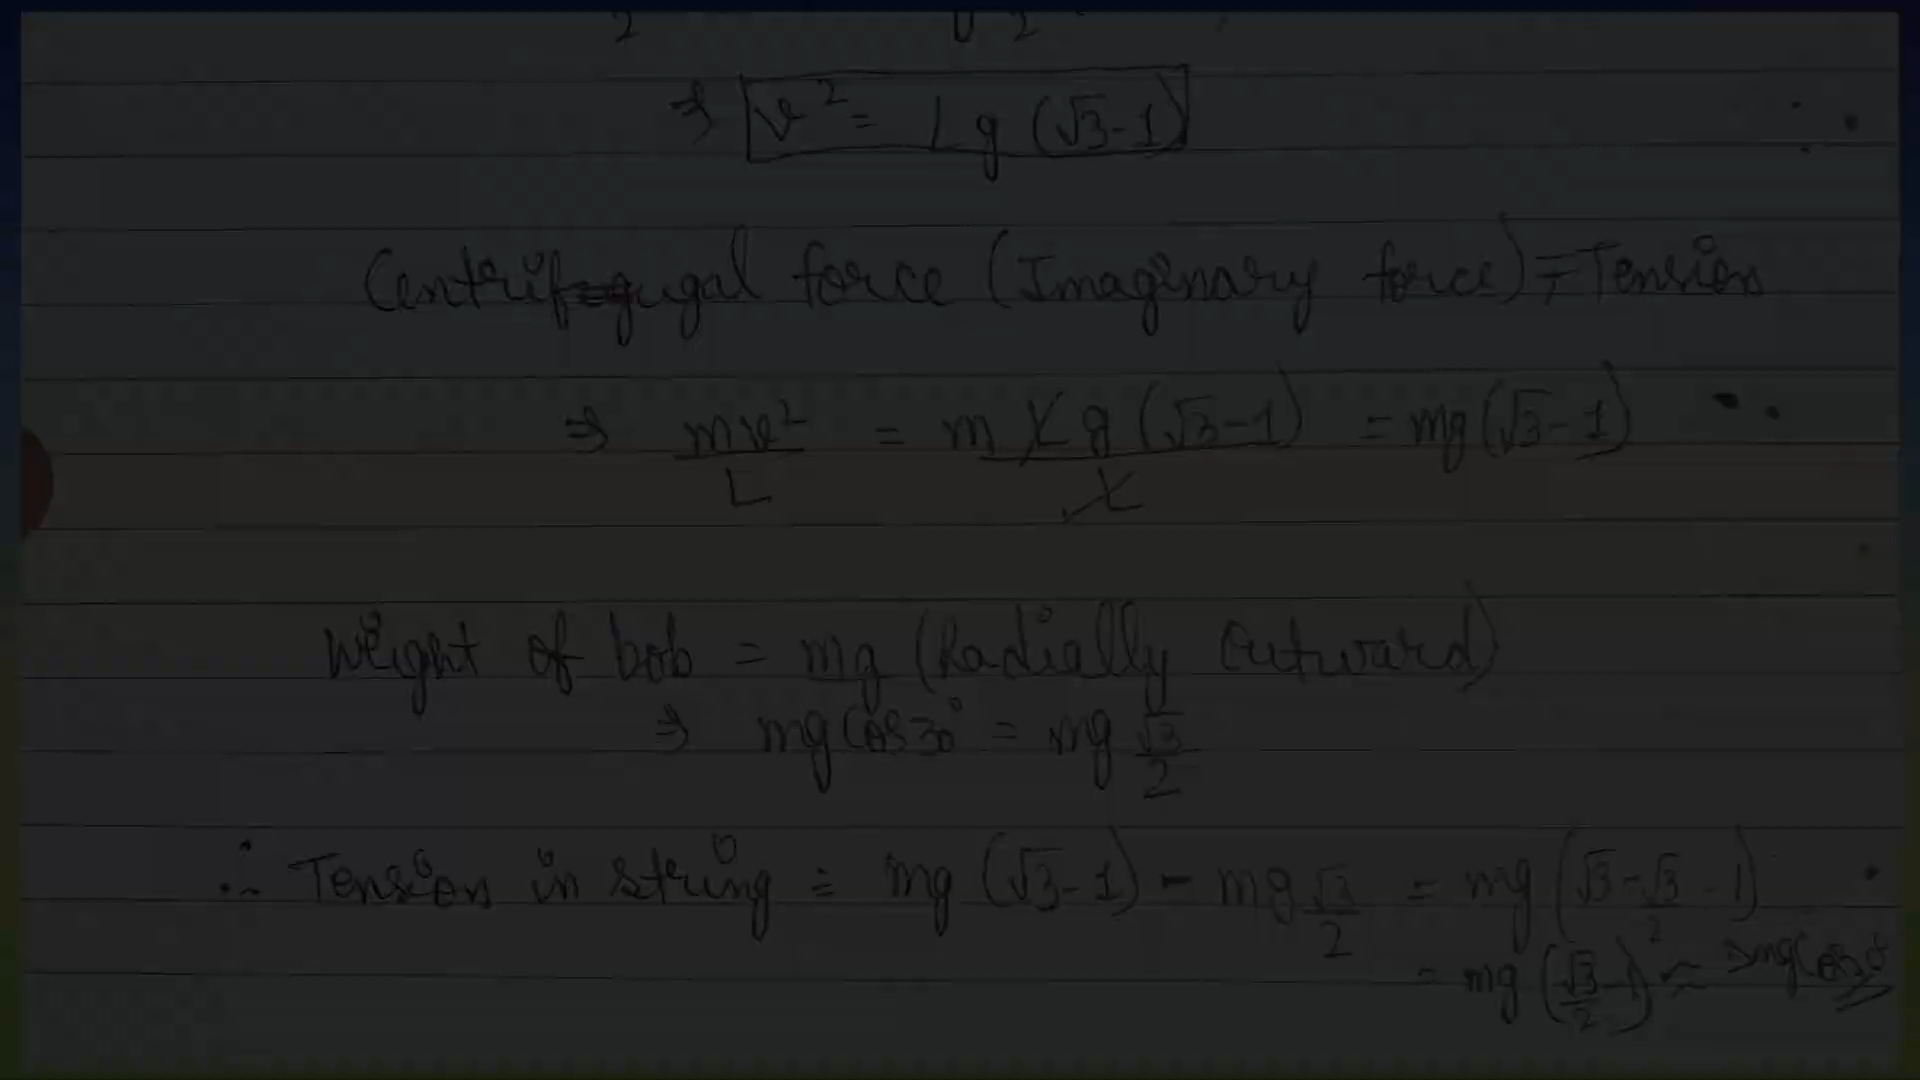 2 2
⇒ v² = Lg (√3-1)
Centrifugal force (Imaginary force) = Tension
⇒ mv²/L = m L g (√3-1)/L = mg (√3-1)
Weight of bob = mg (Radially Outward)
⇒ mg Cos 30° = mg √3/2
∴ Tension in string = mg (√3-1) - mg √3/2 = mg (√3-√3/2-1)
= mg (√3/2-1) ≈